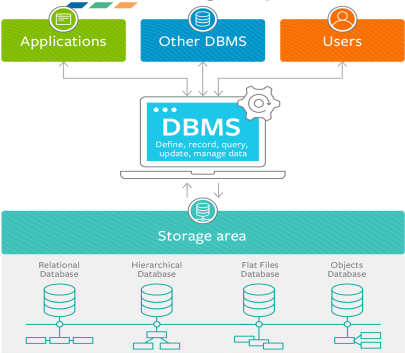 Applications
Other DBMS
Users
DBMS
Define, record, query,
update, manage data
Storage area
Relational
Database
Hierarchical
Database
Flat Files
Database
Objects
Database